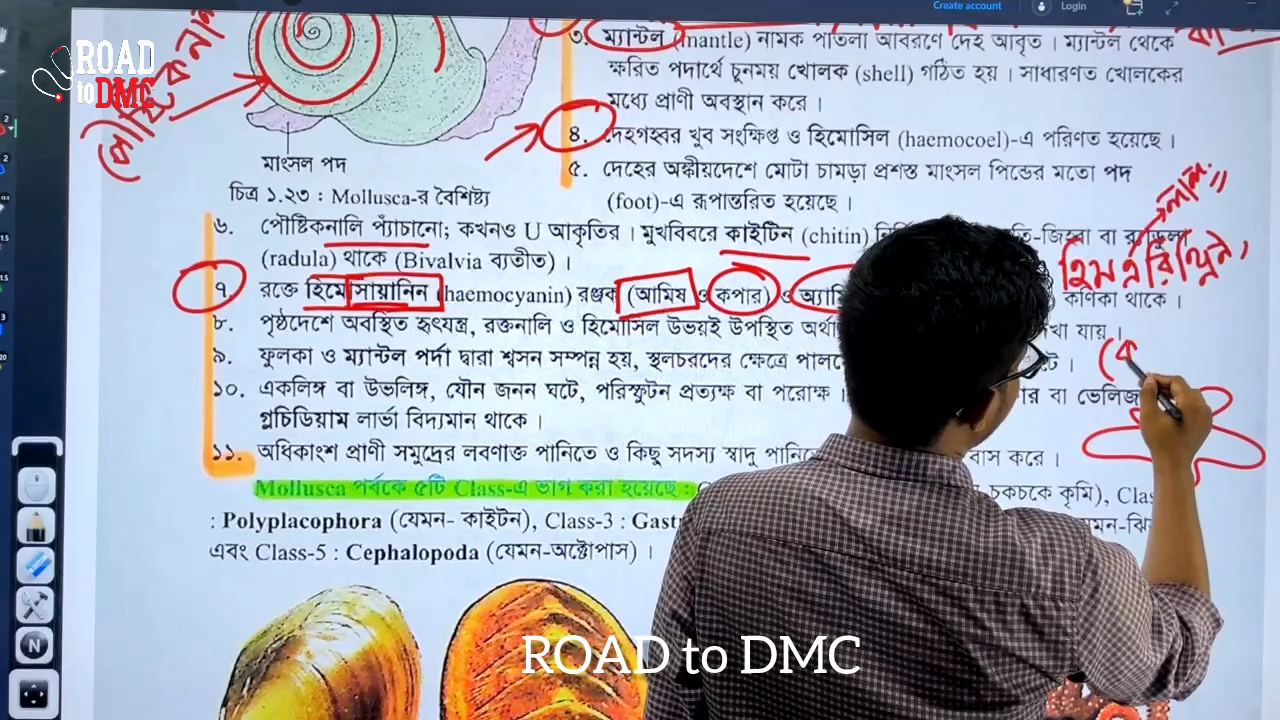 Create account
Login
ROAD
to DMC
পৌষ্টিকনালি
৩. ম্যান্টল (mantle) নামক পাতলা আবরণে দেহ আবৃত । ম্যান্টল থেকে
ক্ষরিত পদার্থে চুনময় খোলক (shell) গঠিত হয় । সাধারণত খোলকের
মধ্যে প্রাণী অবস্থান করে ।
৪. দেহগহ্বর খুব সংক্ষিপ্ত ও হিমোসিল (haemocoel)-এ পরিণত হয়েছে ।
মাংসল পদ
৫. দেহের অঙ্কীয়দেশে মোটা চামড়া প্রশস্ত মাংসল পিন্ডের মতো পদ
চিত্র ১.২৩ : Mollusca-র বৈশিষ্ট্য
(foot)-এ রূপান্তরিত হয়েছে ।
লাল
হিমএরিথ্রিন
৬. পৌষ্টিকনালি প্যাঁচানো; কখনও U আকৃতির । মুখবিবরে কাইটিন (chitin)
(radula) থাকে (Bivalvia ব্যতীত) ।
৭. রক্তে হিমোসায়ানিন (haemocyanin) রঞ্জক (আমিষ ও কপার) ও কণিকা থাকে ।
৮. পৃষ্ঠদেশে অবস্থিত হৃৎযন্ত্র, রক্তনালি ও হিমোসিল উভয়ই উপস্থিত যায় ।
৯. ফুলকা ও ম্যান্টল পর্দা দ্বারা শ্বসন সম্পন্ন হয়, স্থলচরদের ক্ষেত্রে
১০. একলিঙ্গ বা উভলিঙ্গ, যৌন জনন ঘটে, পরিস্ফুটন প্রত্যক্ষ বা পরোক্ষ । বা
গ্লচিডিয়াম লার্ভা বিদ্যমান থাকে ।
১১. অধিকাংশ প্রাণী সমুদ্রের লবণাক্ত পানিতে ও কিছু সদস্য স্বাদু বাস করে ।
Mollusca পর্বকে ৫টি Class-এ ভাগ করা হয়েছে : চকচকে কৃমি),
: Polyplacophora (যেমন- কাইটন), Class-3 :
এবং Class-5 : Cephalopoda (যেমন-অক্টোপাস) ।
ROAD to DMC
N